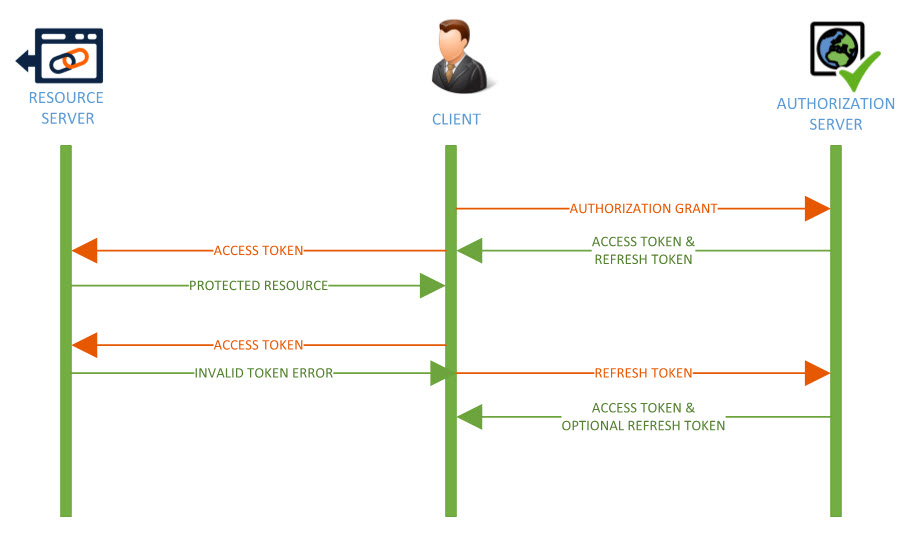 RESOURCE
SERVER
CLIENT
AUTHORIZATION
SERVER
AUTHORIZATION GRANT
ACCESS TOKEN
ACCESS TOKEN &
REFRESH TOKEN
PROTECTED RESOURCE
ACCESS TOKEN
INVALID TOKEN ERROR
REFRESH TOKEN
ACCESS TOKEN &
OPTIONAL REFRESH TOKEN